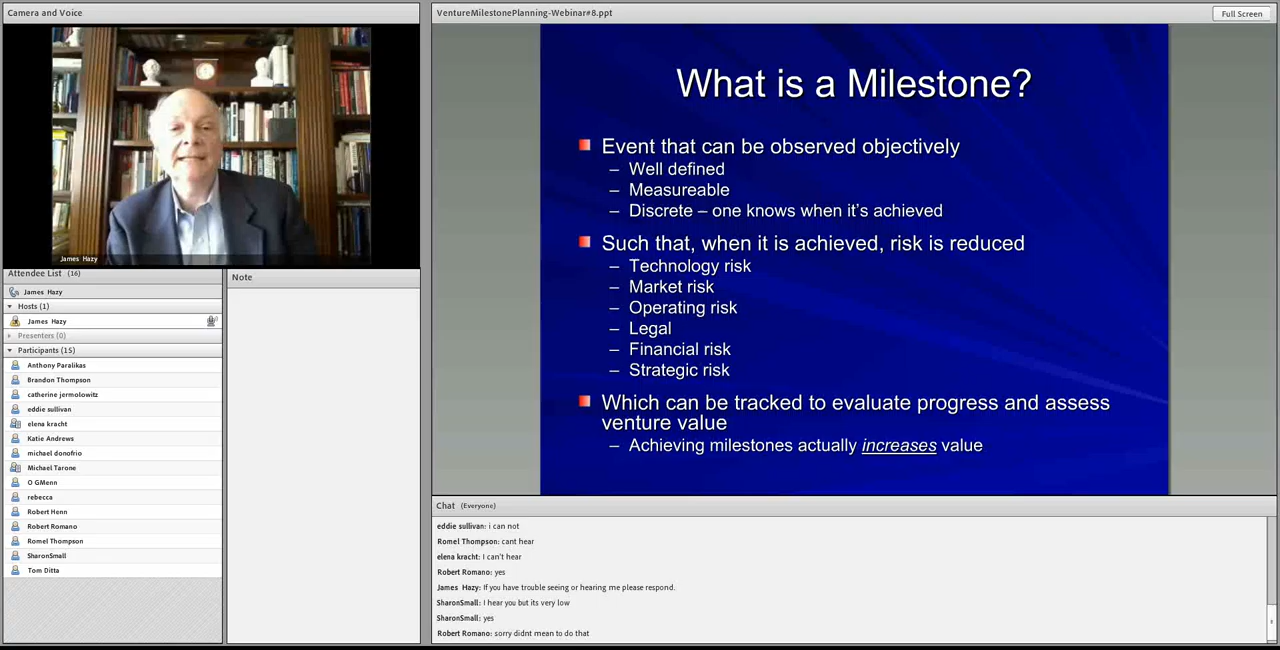 Camera and Voice
James Hazy
Attendee List (16)
James Hazy
Hosts (1)
James Hazy
Presenters (0)
Participants (15)
Anthony Paralikas
Brandon Thompson
catherine jermolowitz
eddie sullivan
elena kracht
Katie Andrews
michael donofrio
Michael Tarone
O GMenn
rebecca
Robert Henn
Robert Romano
Romel Thompson
SharonSmall
Tom Ditta
Note
VentureMilestonePlanning-Webinar#8.ppt
Full Screen
What is a Milestone?
Event that can be observed objectively
– Well defined
– Measureable
– Discrete – one knows when it's achieved
Such that, when it is achieved, risk is reduced
– Technology risk
– Market risk
– Operating risk
– Legal
– Financial risk
– Strategic risk
Which can be tracked to evaluate progress and assess
venture value
– Achieving milestones actually increases value
Chat (Everyone)
eddie sullivan: i can not
Romel Thompson: cant hear
elena kracht: I can't hear
Robert Romano: yes
James Hazy: If you have trouble seeing or hearing me please respond.
SharonSmall: I hear you but its very low
SharonSmall: yes
Robert Romano: sorry didnt mean to do that